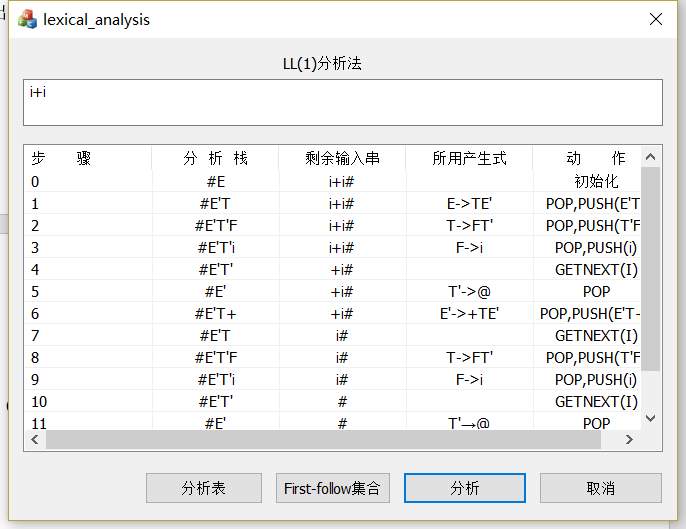 lexical_analysis
LL(1)分析法
i+i
步 骤 分 析 栈 剩余输入串 所用产生式 动 作
0 #E i+i# 初始化
1 #E'T i+i# E->TE' POP,PUSH(E'T
2 #E'T'F i+i# T->FT' POP,PUSH(T'F
3 #E'T'i i+i# F->i POP,PUSH(i)
4 #E'T' +i# GETNEXT(I)
5 #E' +i# T'->@ POP
6 #E'T+ +i# E'->+TE' POP,PUSH(E'T-
7 #E'T i# GETNEXT(I)
8 #E'T'F i# T->FT' POP,PUSH(T'F
9 #E'T'i i# F->i POP,PUSH(i)
10 #E'T' # GETNEXT(I)
11 #E' # T'→@ POP
分析表 First-follow集合 分析 取消